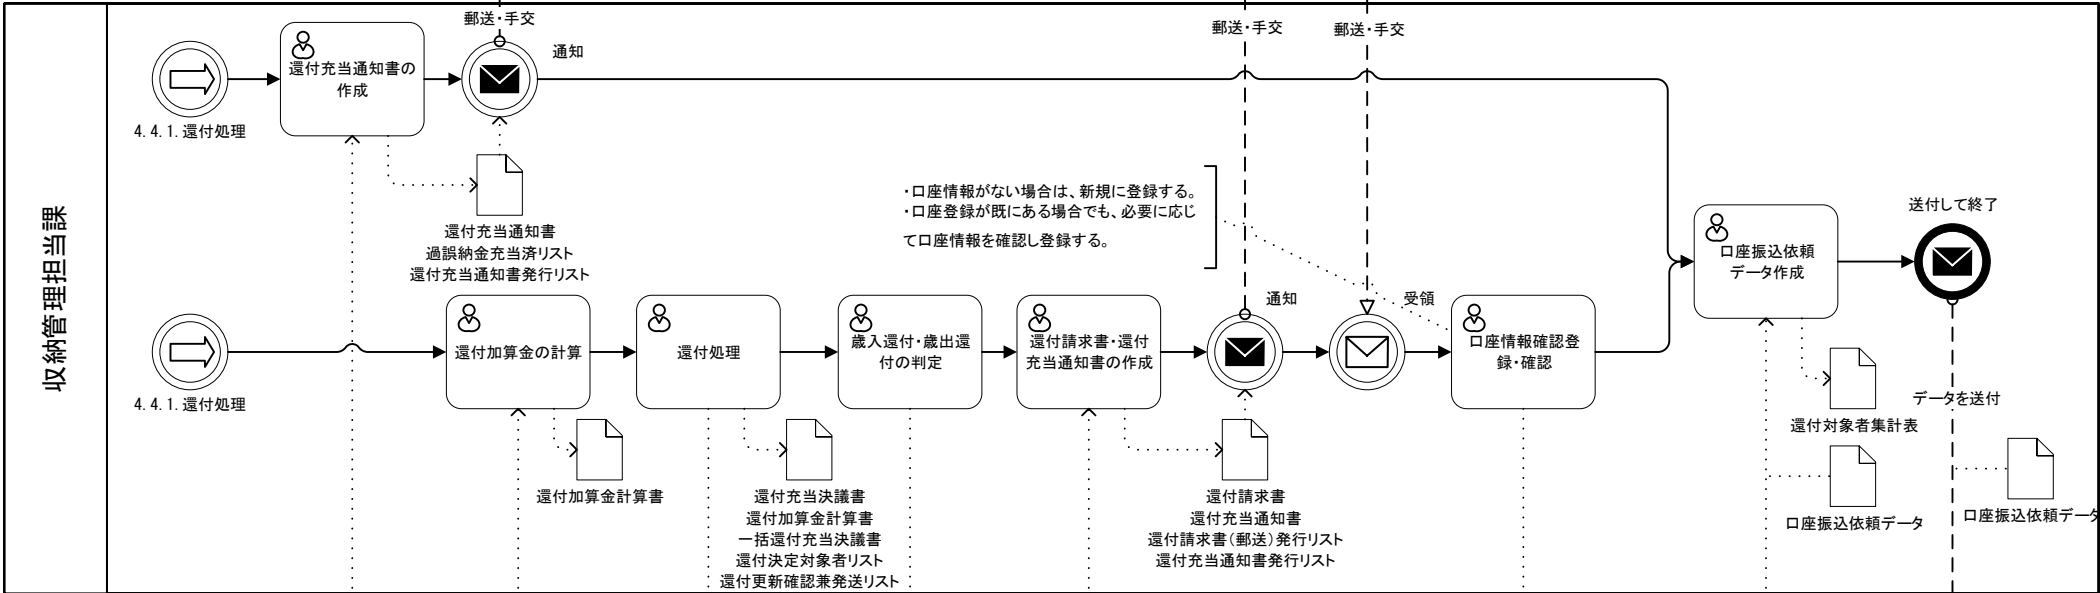 収納管理担当課
郵送・手交
通知
還付充当通知書の
作成
4.4.1.還付処理
還付充当通知書
過誤納金充当済リスト
還付充当通知書発行リスト
郵送・手交
郵送・手交
・口座情報がない場合は、新規に登録する。
・口座登録が既にある場合でも、必要に応じ
て口座情報を確認し登録する。
4.4.1.還付処理
還付加算金の計算
還付加算金計算書
還付処理
還付充当決議書
還付加算金計算書
一括還付充当決議書
還付決定対象者リスト
還付更新確認兼発送リスト
歳入還付・歳出還
付の判定
還付請求書・還付
充当通知書の作成
通知
還付請求書
還付充当通知書
還付請求書(郵送)発行リスト
還付充当通知書発行リスト
受領
口座情報確認登
録・確認
口座振込依頼
データ作成
還付対象者集計表
口座振込依頼データ
送付して終了
データを送付
口座振込依頼データ